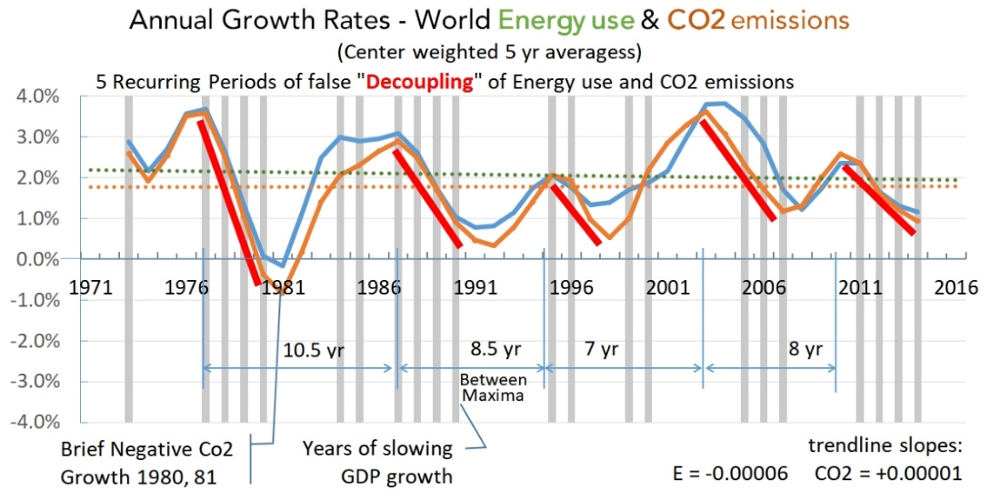 Annual Growth Rates - World Energy use & CO2 emissions
(Center weighted 5 yr averagess)
5 Recurring Periods of false "Decoupling" of Energy use and CO2 emissions
4.0%
3.0%
2.0%
1.0%
0.0%
1971 1976 1981 1986 1991 1996 2001 2006 2011 2016
-1.0%
-2.0%
10.5 yr 8.5 yr 7 yr 8 yr
-3.0%
Between
Maxima
-4.0%
Brief Negative Co2
Growth 1980, 81
Years of slowing
GDP growth
trendline slopes:
E = -0.00006 CO2 = +0.00001